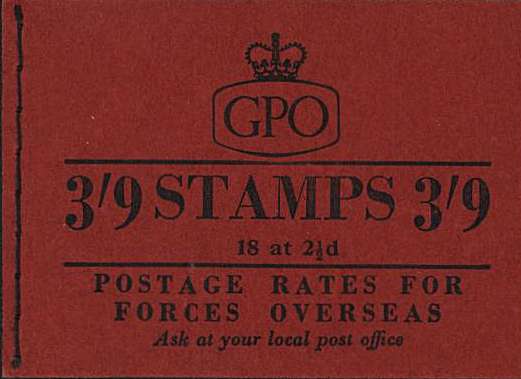 GPO
3/9 STAMPS 3/9
18 at 2½d
POSTAGE RATES FOR
FORCES OVERSEAS
Ask at your local post office